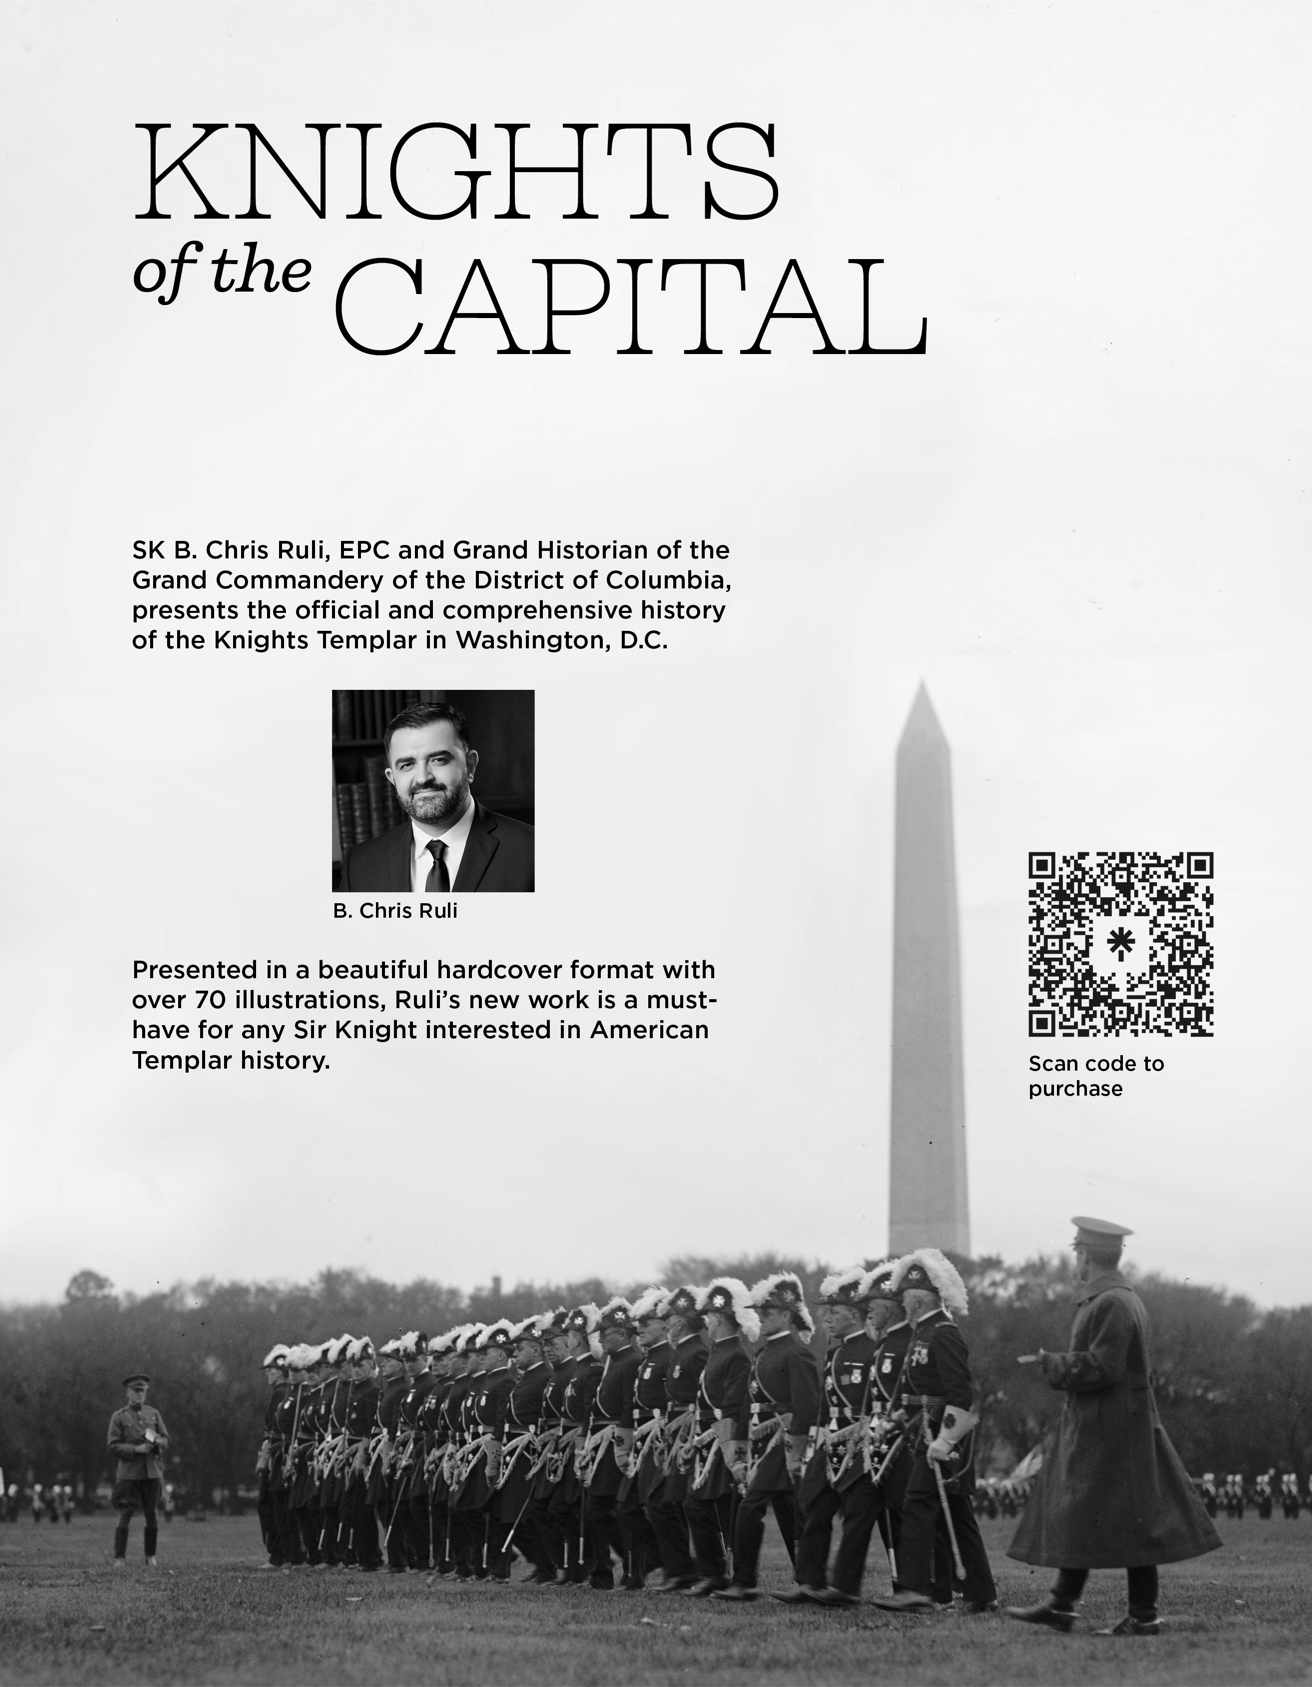 KNIGHTS
of the CAPITAL
SK B. Chris Ruli, EPC and Grand Historian of the
Grand Commandery of the District of Columbia,
presents the official and comprehensive history
of the Knights Templar in Washington, D.C.
B. Chris Ruli
Presented in a beautiful hardcover format with
over 70 illustrations, Ruli’s new work is a must-
have for any Sir Knight interested in American
Templar history.
Scan code to
purchase